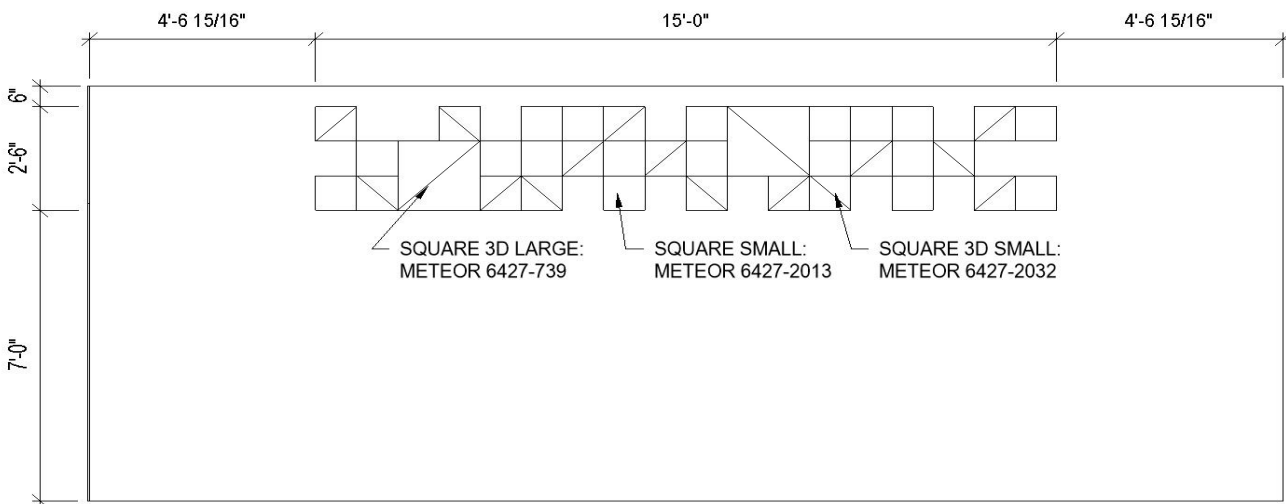 4'-6 15/16"
15'-0"
4'-6 15/16"
6"
2'-6"
7'-0"
SQUARE 3D LARGE:
METEOR 6427-739
SQUARE SMALL:
METEOR 6427-2013
SQUARE 3D SMALL:
METEOR 6427-2032